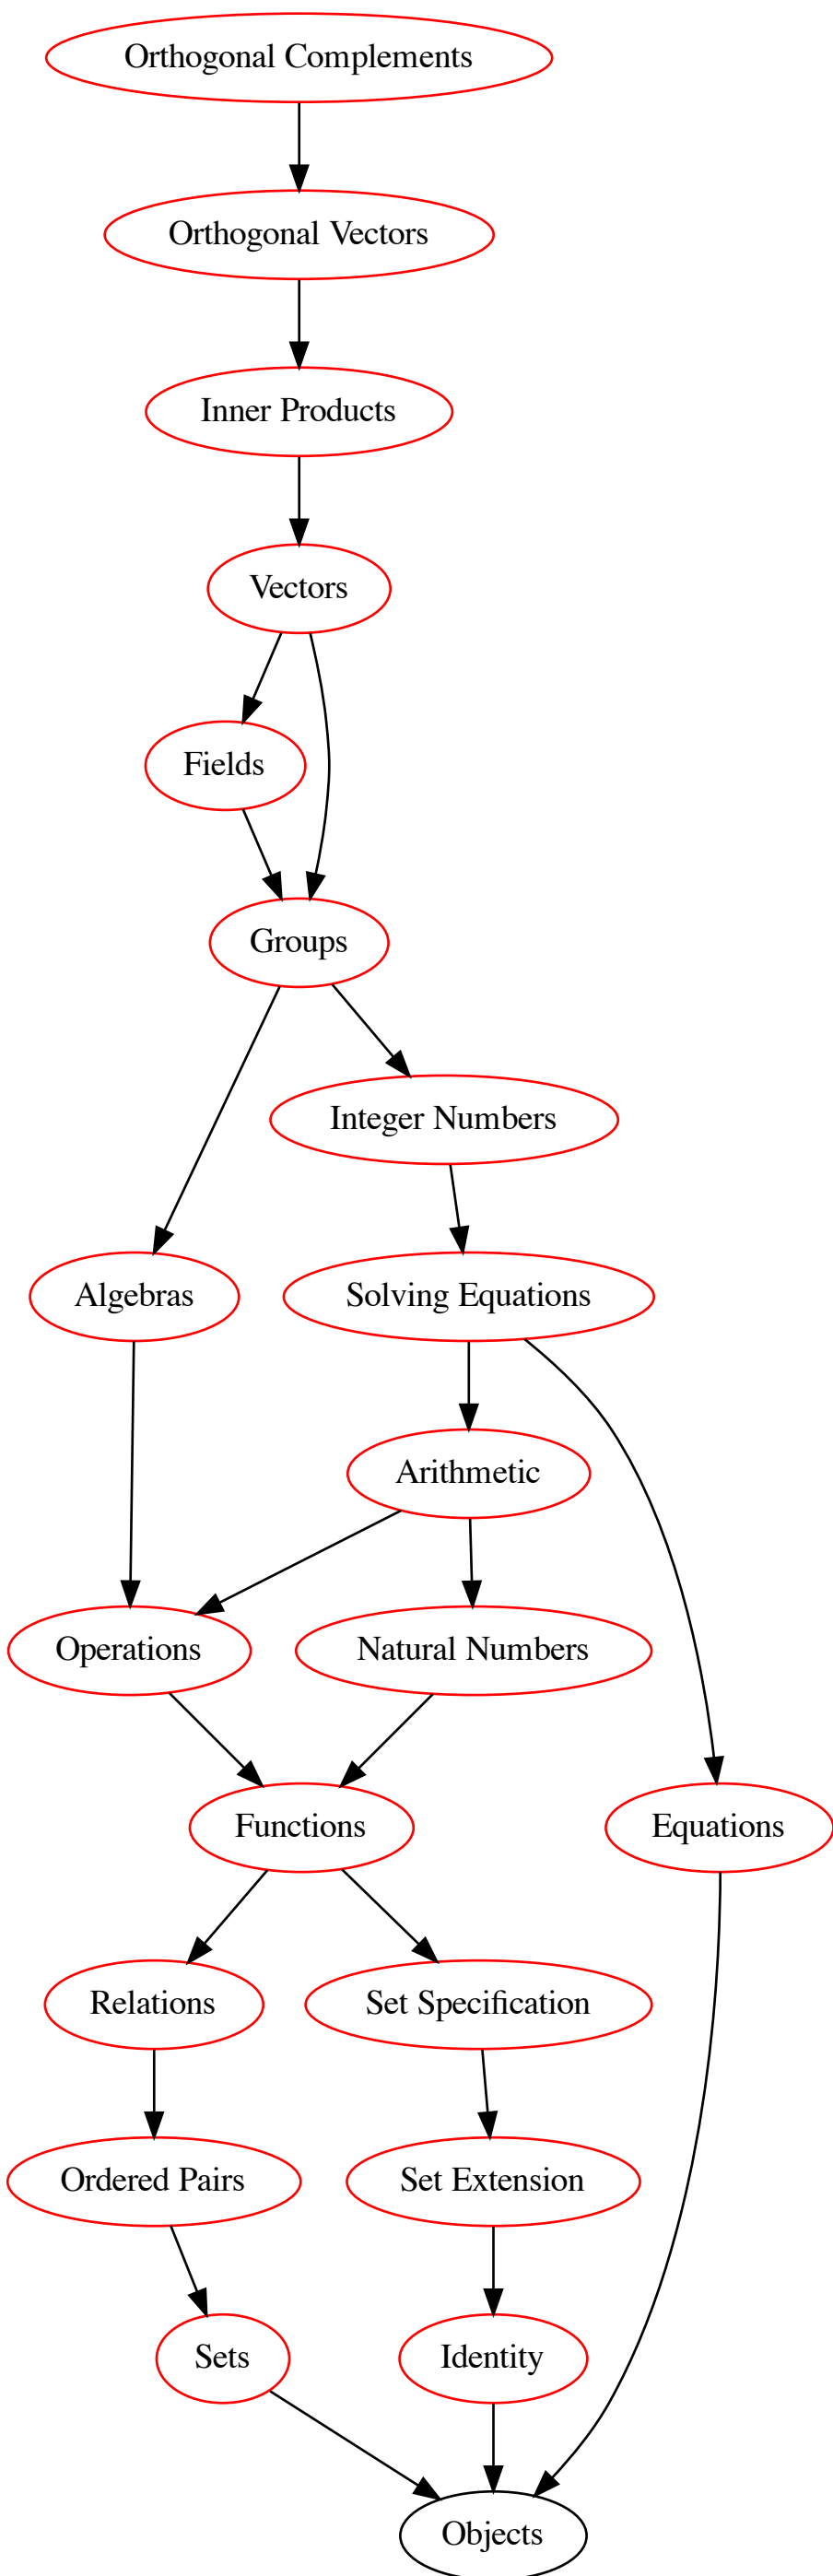 Orthogonal Complements
Orthogonal Vectors
Inner Products
Vectors
Fields
Groups
Integer Numbers
Algebras
Solving Equations
Arithmetic
Operations
Natural Numbers
Functions
Equations
Relations
Set Specification
Ordered Pairs
Set Extension
Sets
Identity
Objects